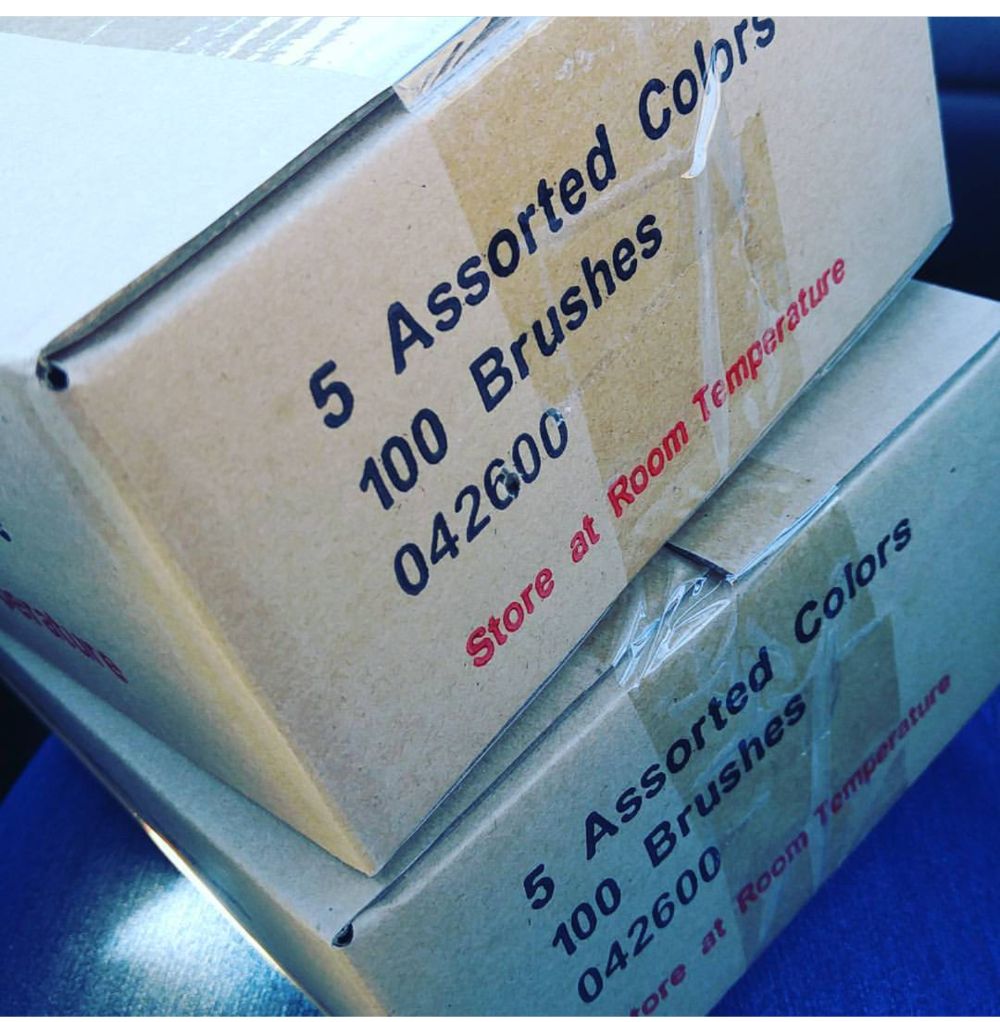 5 Assorted Colors
100 Brushes
042600
Store at Room Temperature
5 Assorted Colors
100 Brushes
042600
at Room Temperature